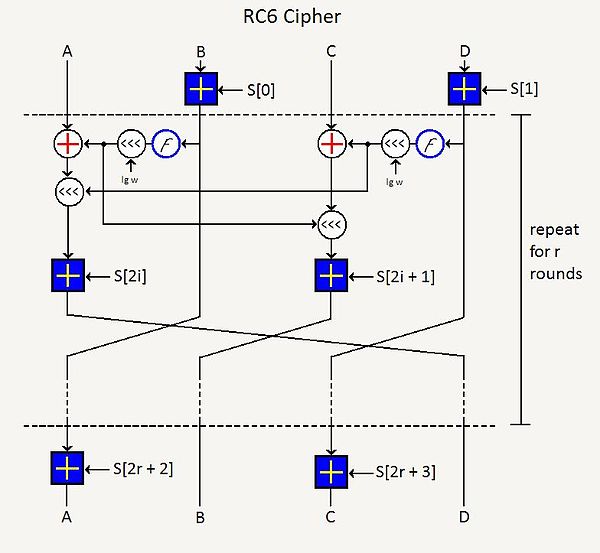 RC6 Cipher
A B C D
S[0] S[1]
<<< F <<< F
lg w lg w
<<<
repeat
<<<
for r
rounds
S[2i] S[2i + 1]
S[2r + 2] S[2r + 3]
A B C D